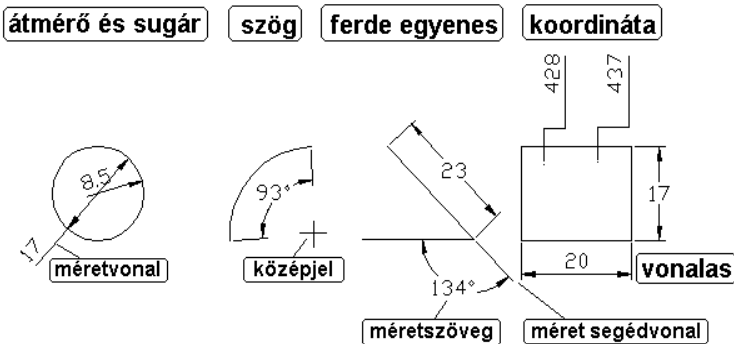 átmérő és sugár
szög
ferde egyenes
koordináta
428
437
8.5
93°
23
17
17
20
134°
méretvonal
középjel
vonalas
méretszöveg
méret segédvonal